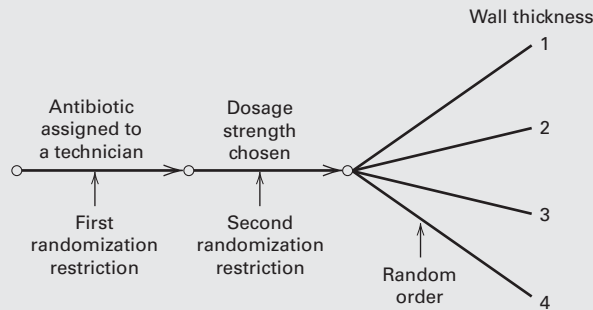 Wall thickness
1
Antibiotic
assigned to
a technician
Dosage
strength
chosen
2
First
randomization
restriction
Second
randomization
restriction
3
Random
order
4